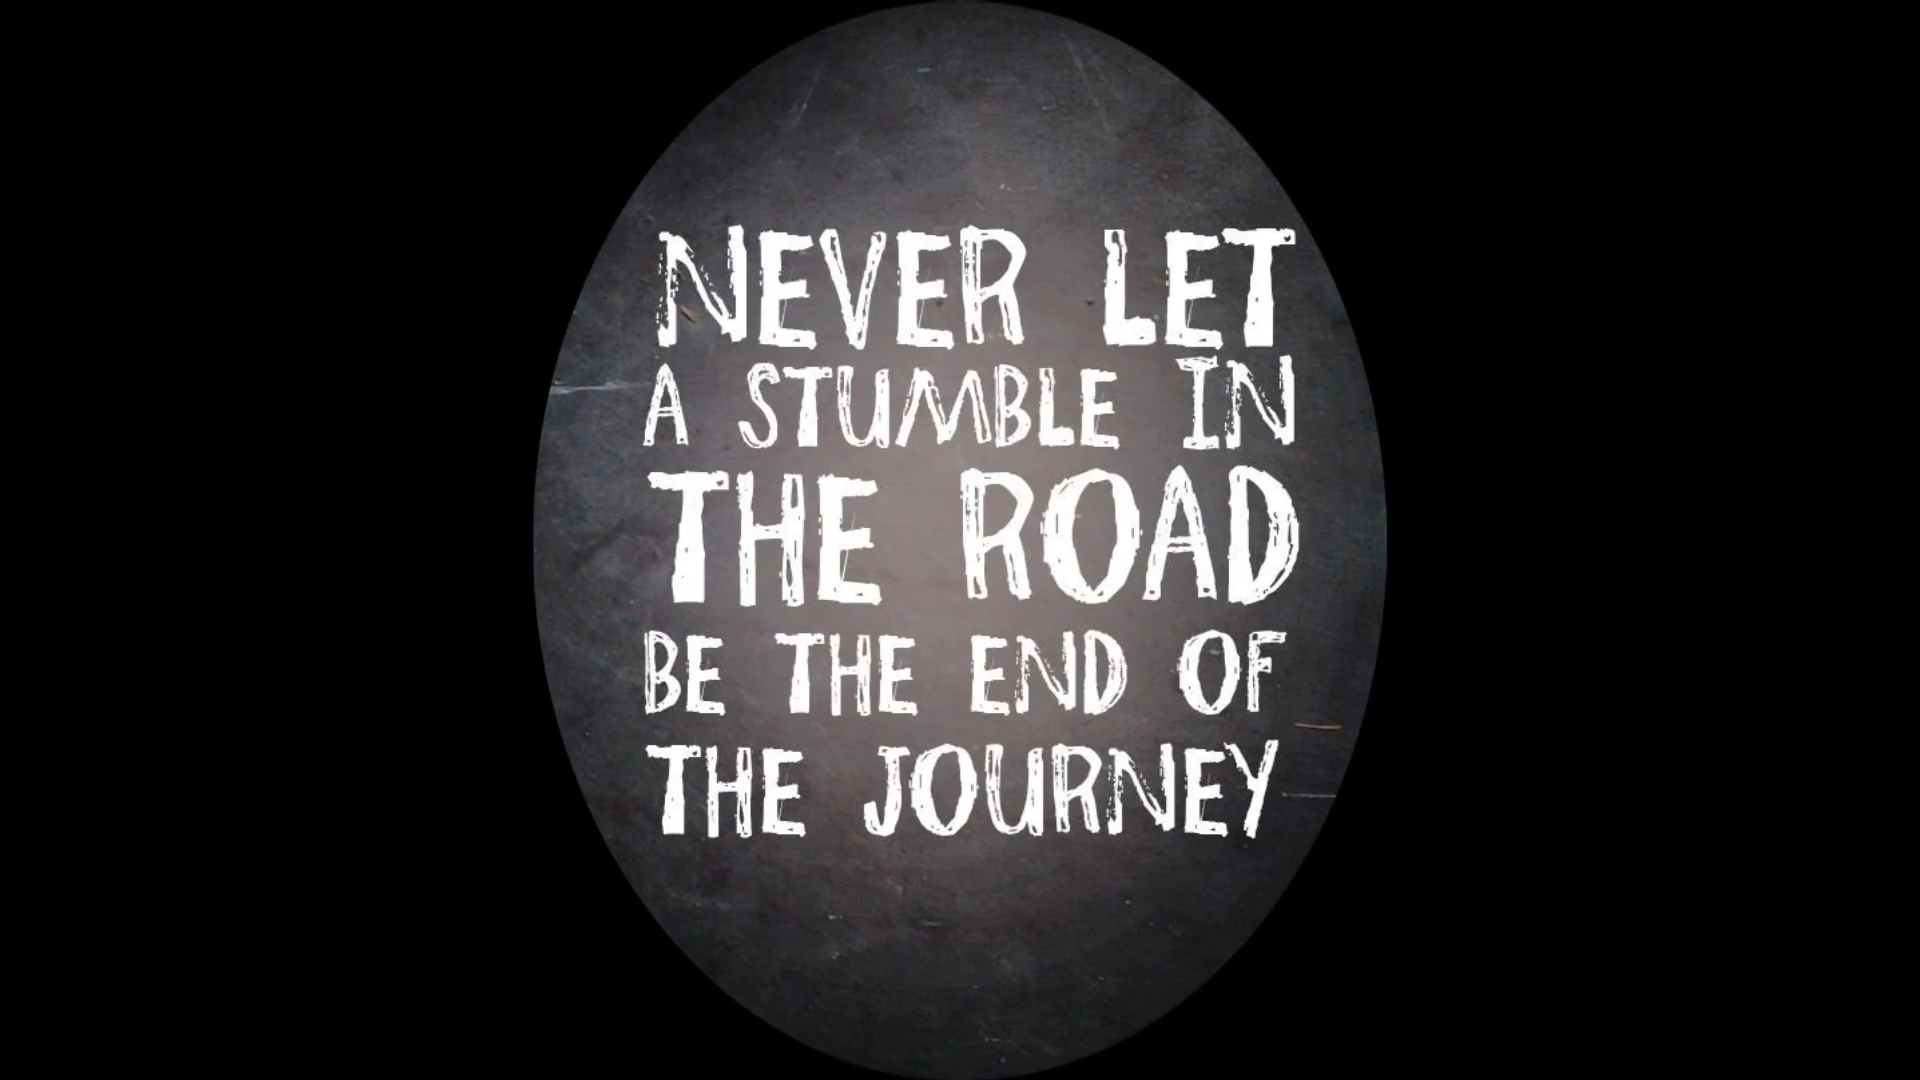 NEVER LET
A STUMBLE IN
THE ROAD
BE THE END OF
THE JOURNEY